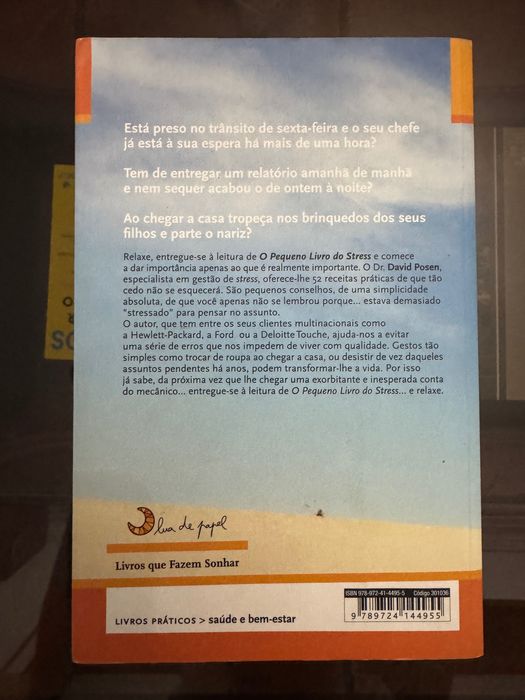 Está preso no trânsito de sexta-feira e o seu chefe
já está à sua espera há mais de uma hora?
Tem de entregar um relatório amanhã de manhã
e nem sequer acabou o de ontem à noite?
Ao chegar a casa tropeça nos brinquedos dos seus
filhos e parte o nariz?
Relaxe, entregue-se à leitura de O Pequeno Livro do Stress e comece
a dar importância apenas ao que é realmente importante. O Dr. David Posen,
especialista em gestão de stress, oferece-lhe 52 receitas práticas de que tão
cedo não se esquecerá. São pequenos conselhos, de uma simplicidade
absoluta, de que você apenas não se lembrou porque... estava demasiado
"stressado" para pensar no assunto.
O autor, que tem entre os seus clientes multinacionais como
a Hewlett-Packard, a Ford ou a Deloitte Touche, ajuda-nos a evitar
uma série de erros que nos impedem de viver com qualidade. Gestos tão
simples como trocar de roupa ao chegar a casa, ou desistir de vez daqueles
assuntos pendentes há anos, podem transformar-lhe a vida. Por isso
já sabe, da próxima vez que lhe chegar uma exorbitante e inesperada conta
do mecânico... entregue-se à leitura de O Pequeno Livro do Stress... e relaxe.
lua de papel
Livros que Fazem Sonhar
ISBN 978-972-41-4495-5 Código 301036
9 789724 144955
LIVROS PRÁTICOS > saúde e bem-estar